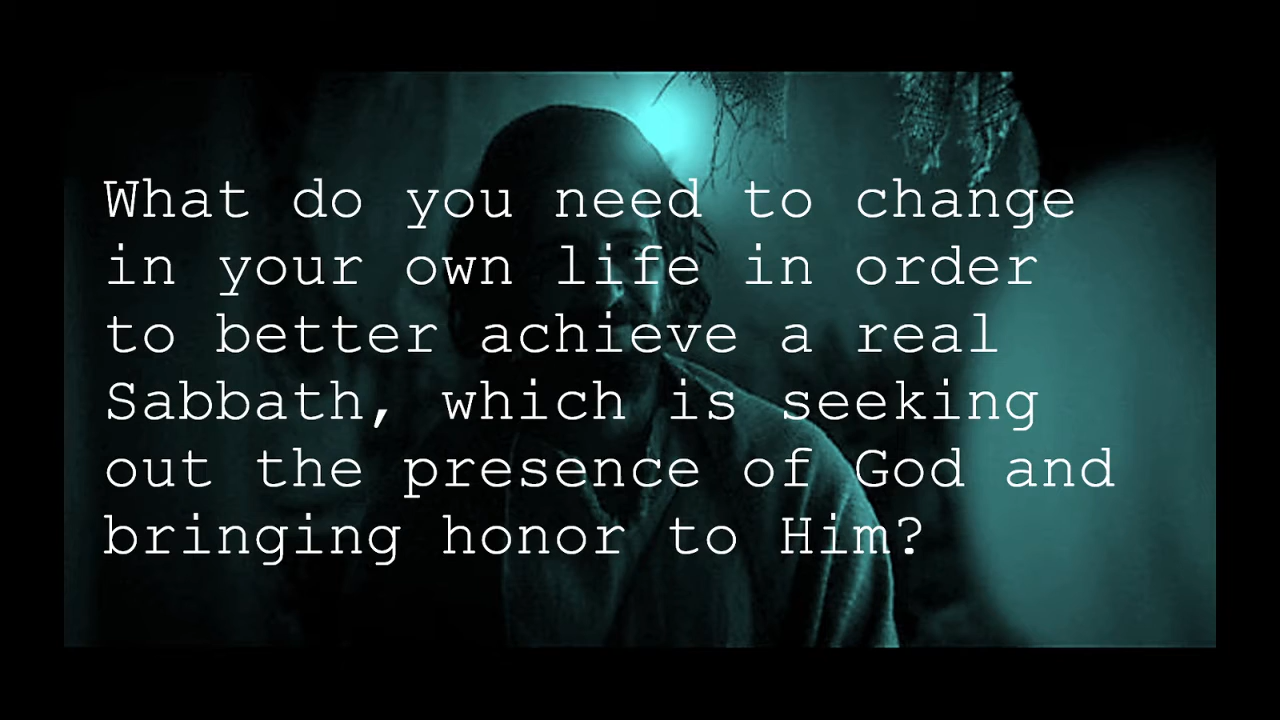 What do you need to change
in your own life in order
to better achieve a real
Sabbath, which is seeking
out the presence of God and
bringing honor to Him?